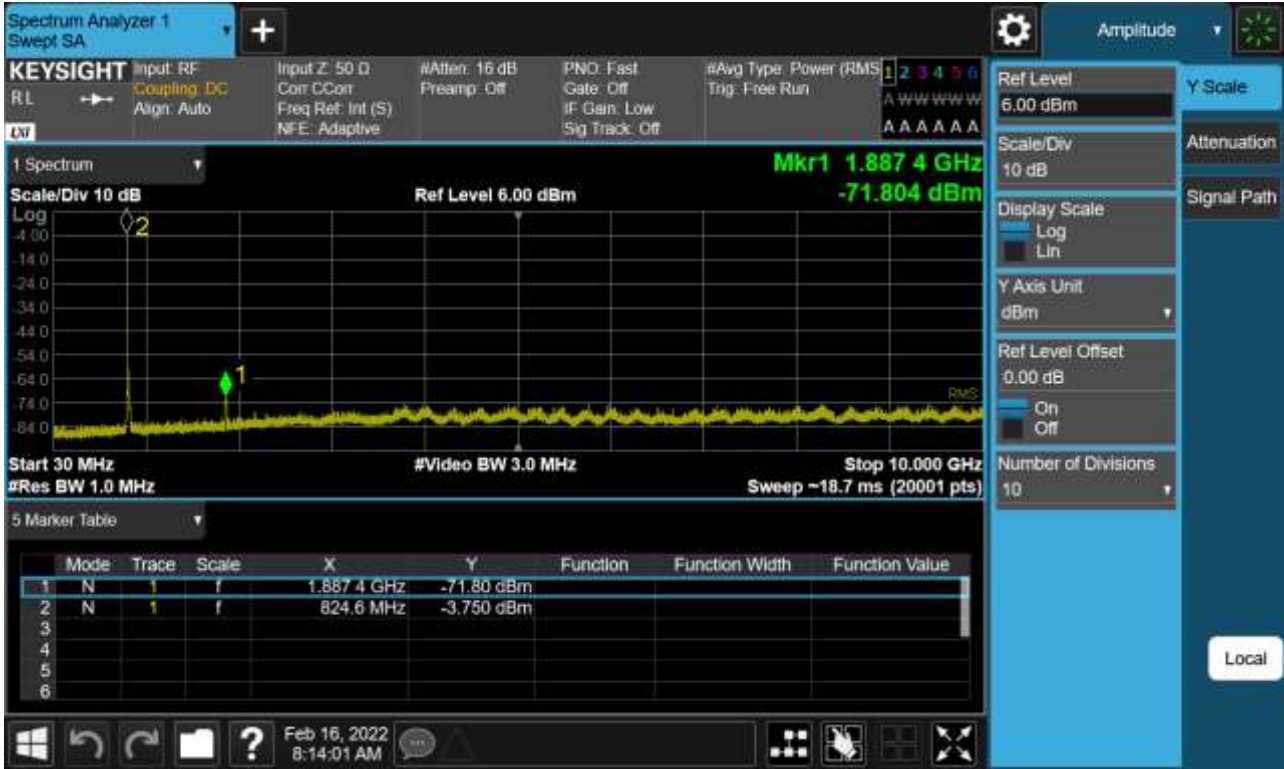 Spectrum Analyzer 1
Swept SA
+
Amplitude
KEYSIGHT
RL
LXI
Input: RF
Coupling: DC
Align: Auto
Input Z: 50 Ω
Corr CCorr
Freq Ref: Int (S)
NFE: Adaptive
#Atten: 16 dB
Preamp: Off
PNO: Fast
Gate: Off
IF Gain: Low
Sig Track: Off
#Avg Type: Power (RMS
Trig: Free Run
1 2 3 4 5 6
A W W W W W
A A A A A A
1 Spectrum
Scale/Div 10 dB
Ref Level 6.00 dBm
Mkr1 1.887 4 GHz
-71.804 dBm
Log
-4.00
-14.0
-24.0
-34.0
-44.0
-54.0
-64.0
-74.0
-84.0
2
1
RMS
Start 30 MHz
#Video BW 3.0 MHz
Stop 10.000 GHz
#Res BW 1.0 MHz
Sweep ~18.7 ms (20001 pts)
5 Marker Table
Mode Trace Scale X Y Function Function Width Function Value
1 N 1 f 1.887 4 GHz -71.80 dBm
2 N 1 f 824.6 MHz -3.750 dBm
3
4
5
6
Ref Level
6.00 dBm
Scale/Div
10 dB
Display Scale
Log
Lin
Y Axis Unit
dBm
Ref Level Offset
0.00 dB
On
Off
Number of Divisions
10
Y Scale
Attenuation
Signal Path
Local
?
Feb 16, 2022
8:14:01 AM